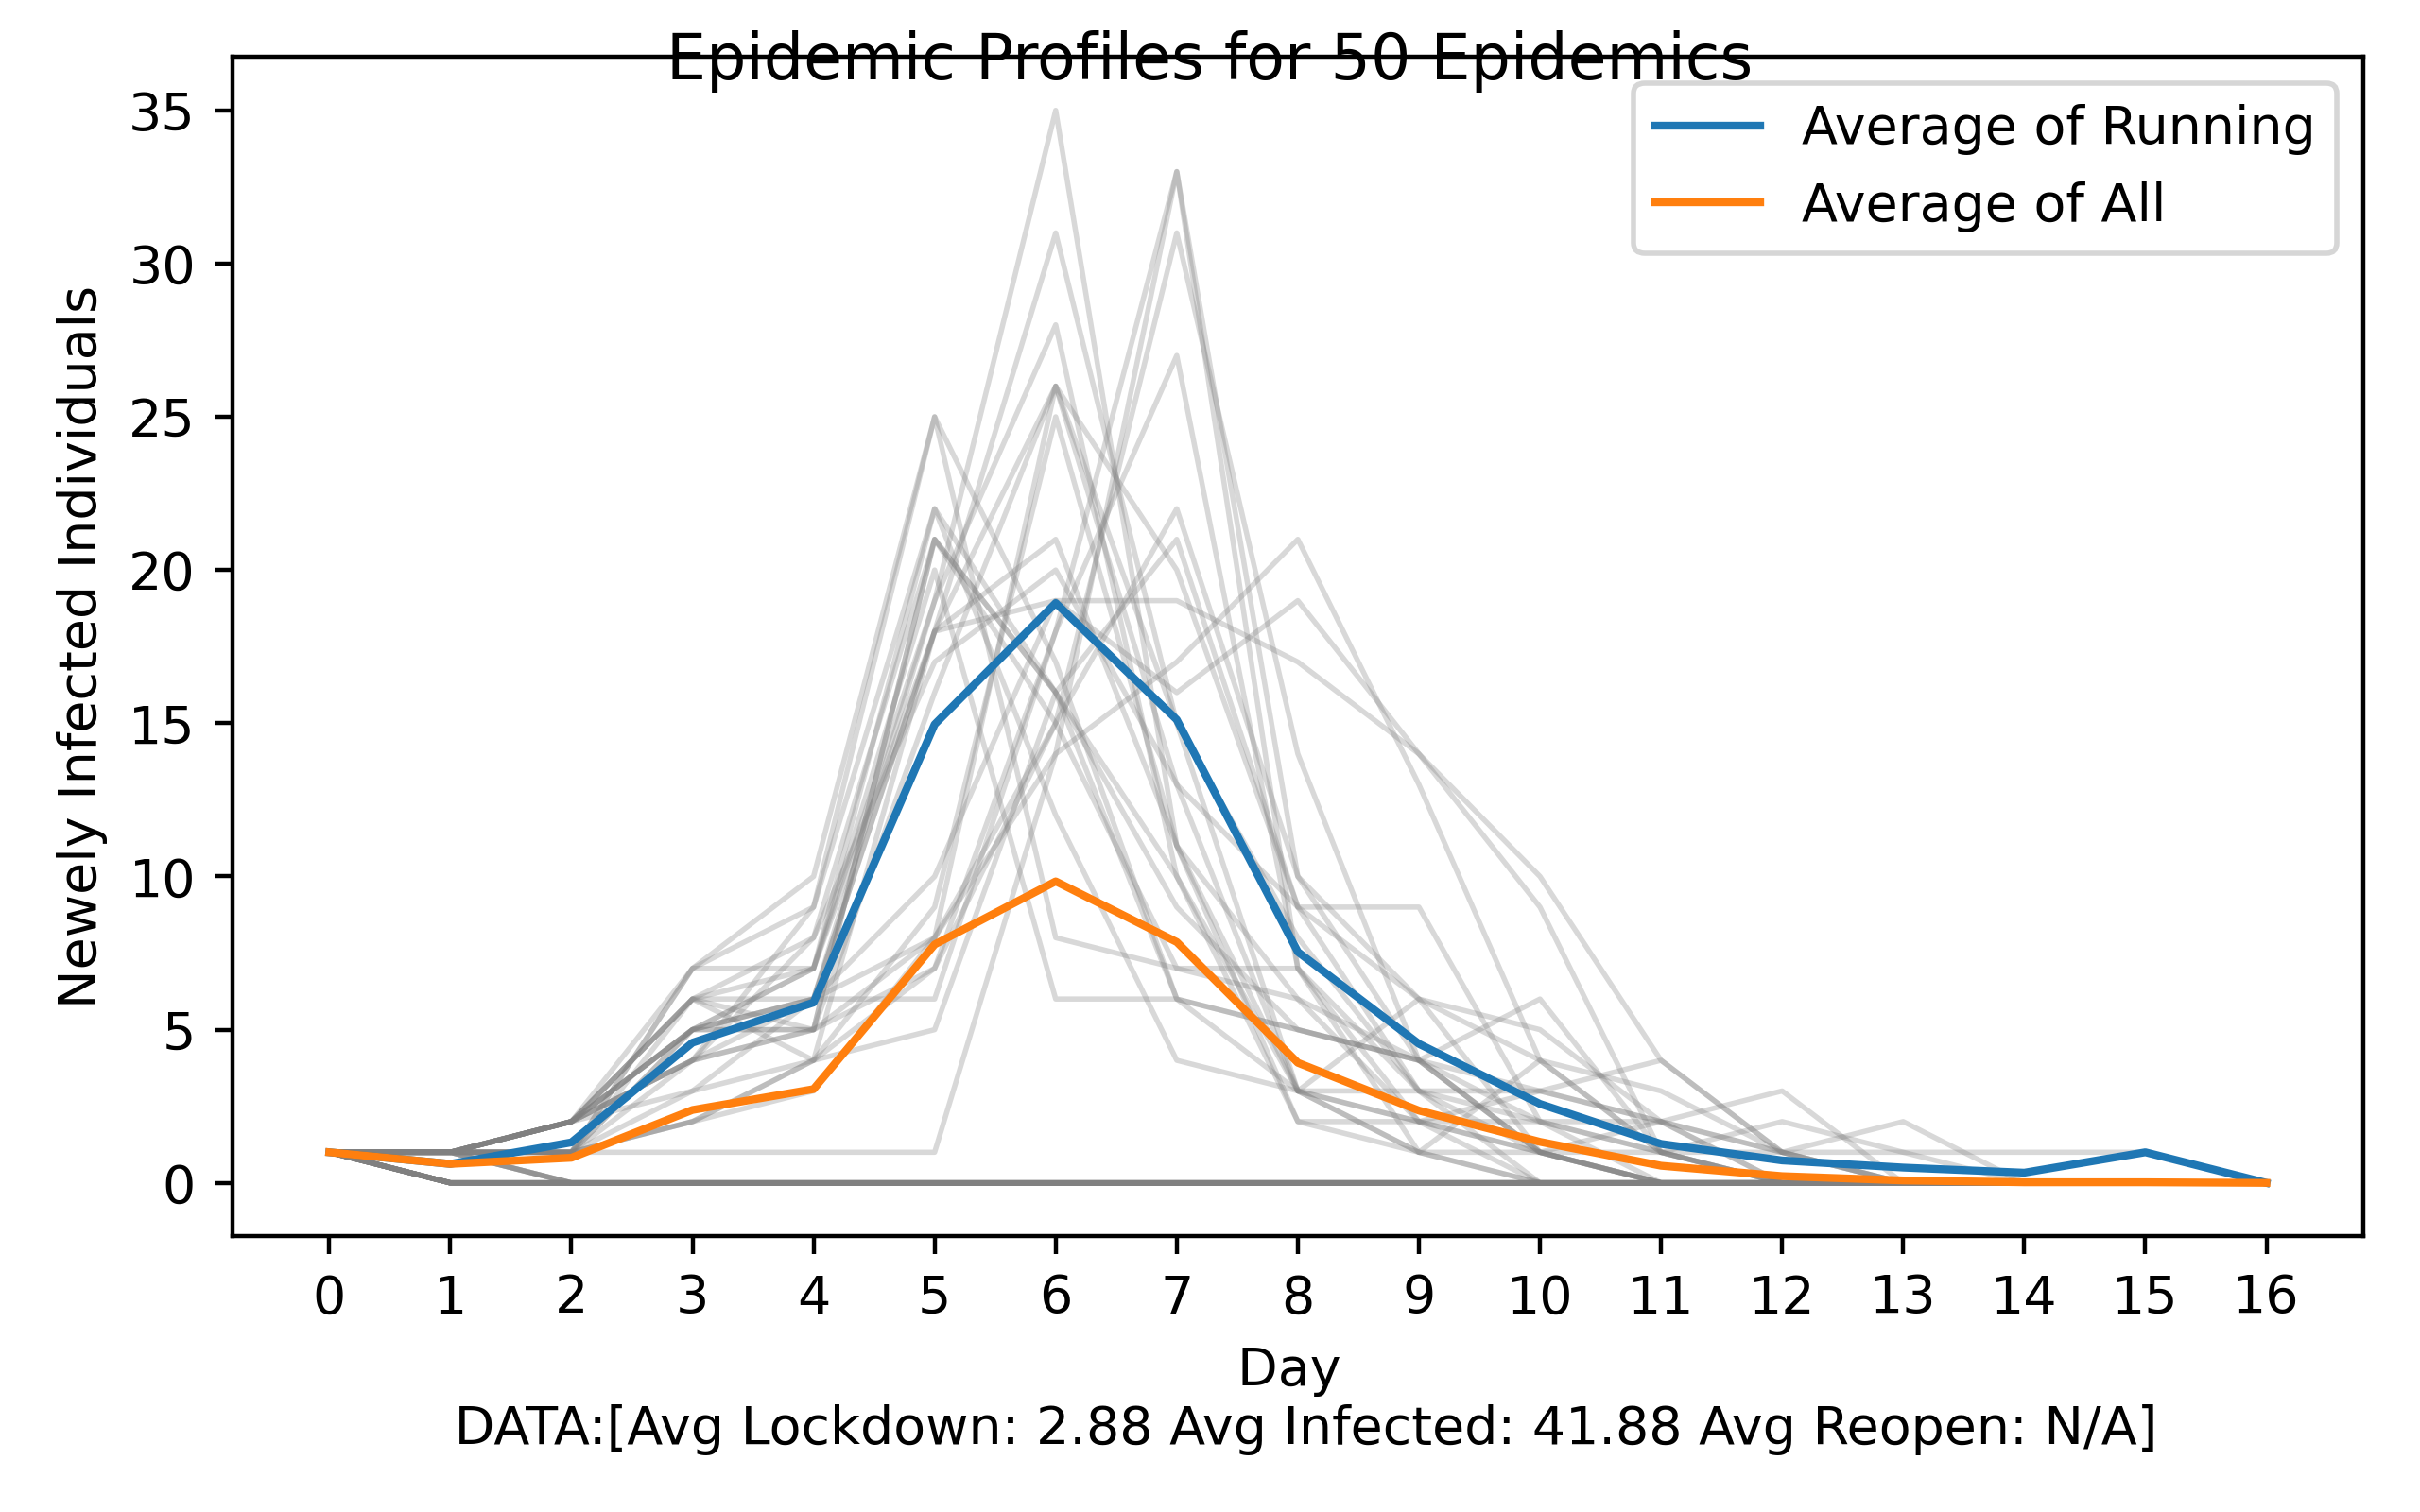 Epidemic Profiles for 50 Epidemics
Average of Running
Average of All
Newely Infected Individuals
35
30
25
20
15
10
5
0
0 1 2 3 4 5 6 7 8 9 10 11 12 13 14 15 16
Day
DATA:[Avg Lockdown: 2.88 Avg Infected: 41.88 Avg Reopen: N/A]